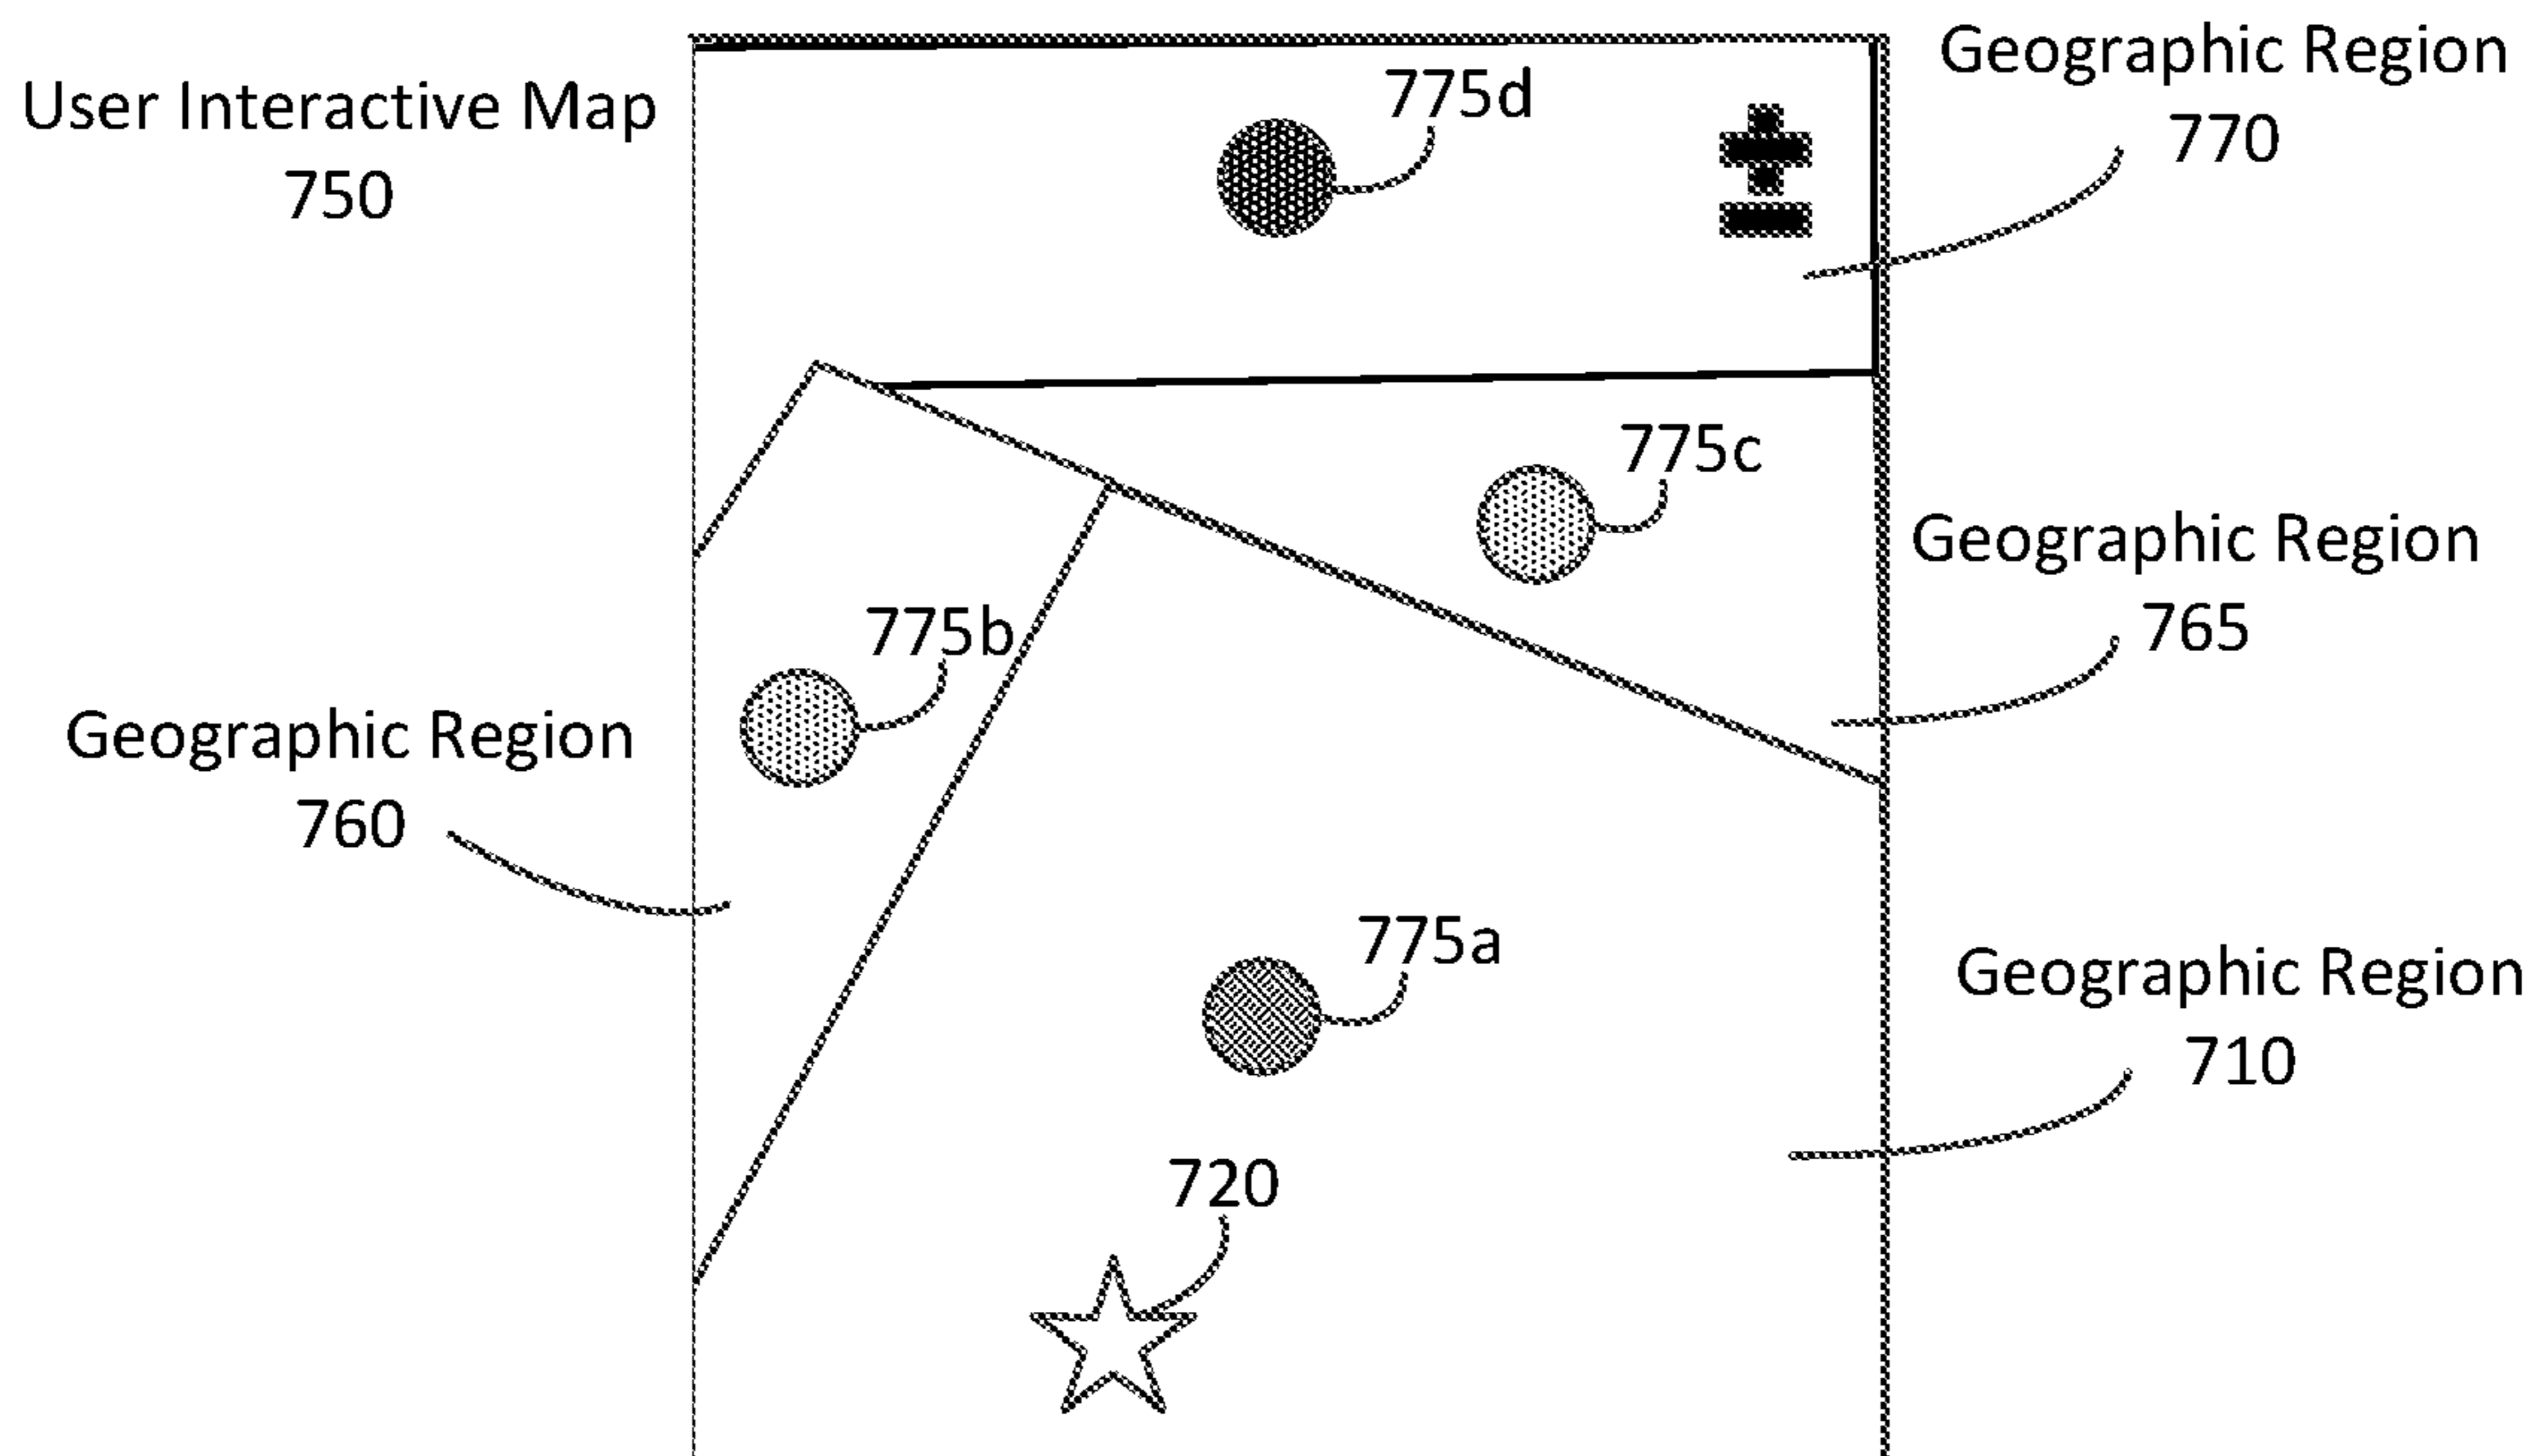 User Interactive Map
750
775d
Geographic Region
770
775c
Geographic Region
765
775b
Geographic Region
760
775a
Geographic Region
710
720